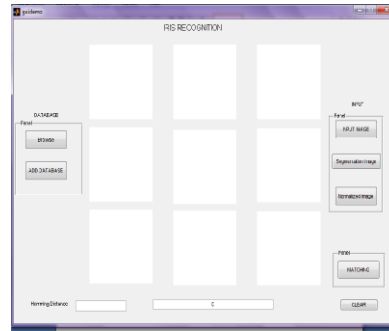 guidemo
IRIS RECOGNITION
DATABASE
Panel
BROWSE
ADD DATABASE
INPUT
Panel
INPUT IMAGE
Segmentation Image
Normalized Image
Panel
MATCHING
Hamming Distance
CLEAR